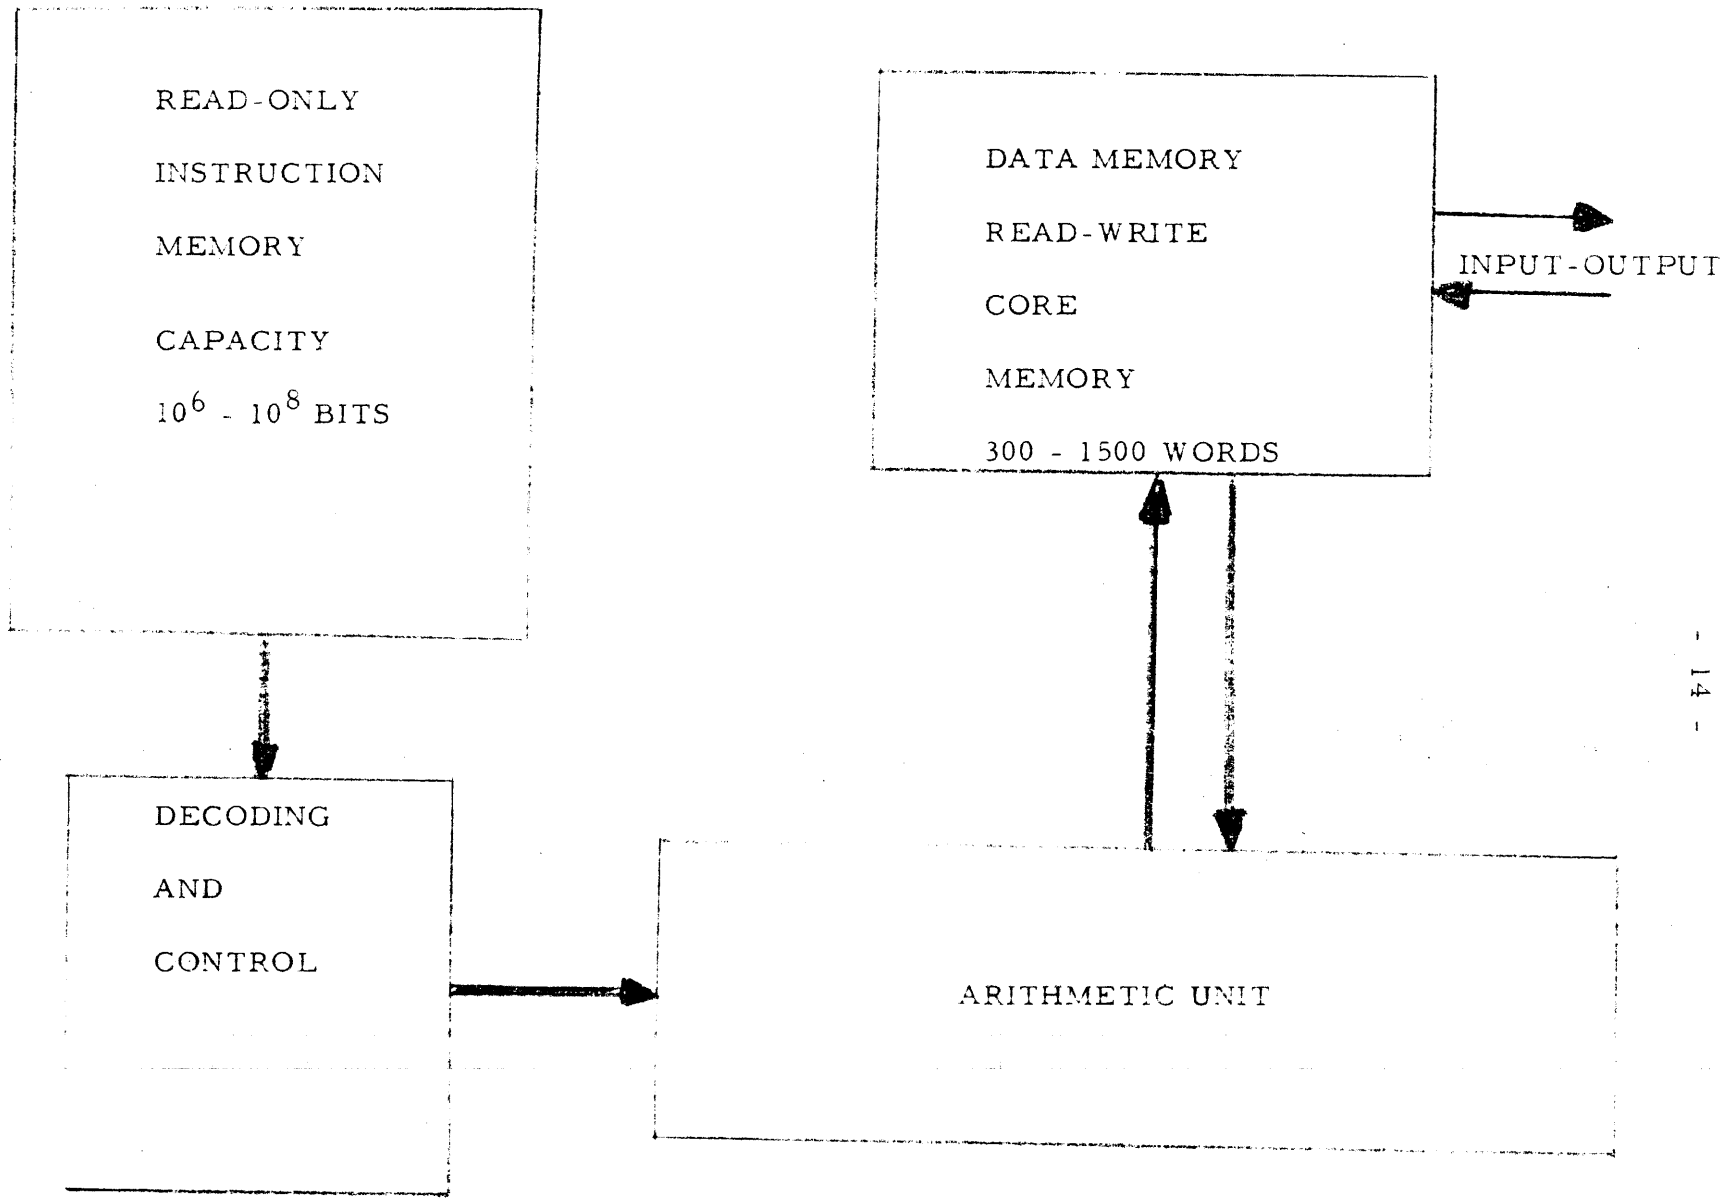 READ-ONLY
INSTRUCTION
MEMORY
CAPACITY
10⁶ - 10⁸ BITS
DATA MEMORY
READ-WRITE
CORE
MEMORY
300 - 1500 WORDS
INPUT-OUTPUT
DECODING
AND
CONTROL
ARITHMETIC UNIT
- 14 -